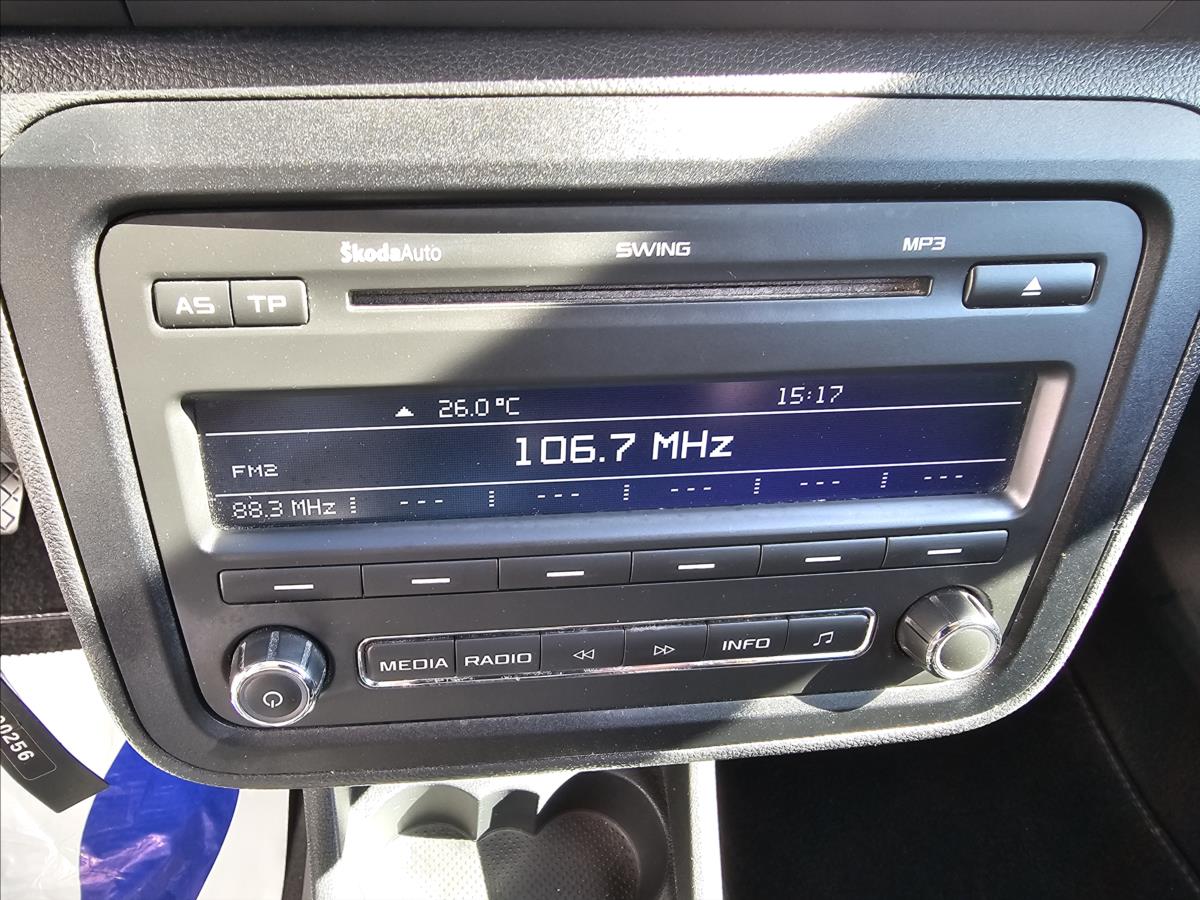 ŠkodaAuto SWING MP3
AS TP
26.0 °C 15:17
106.7 MHz
FM2
88.3 MHz --- --- --- --- ---
MEDIA RADIO INFO
0256